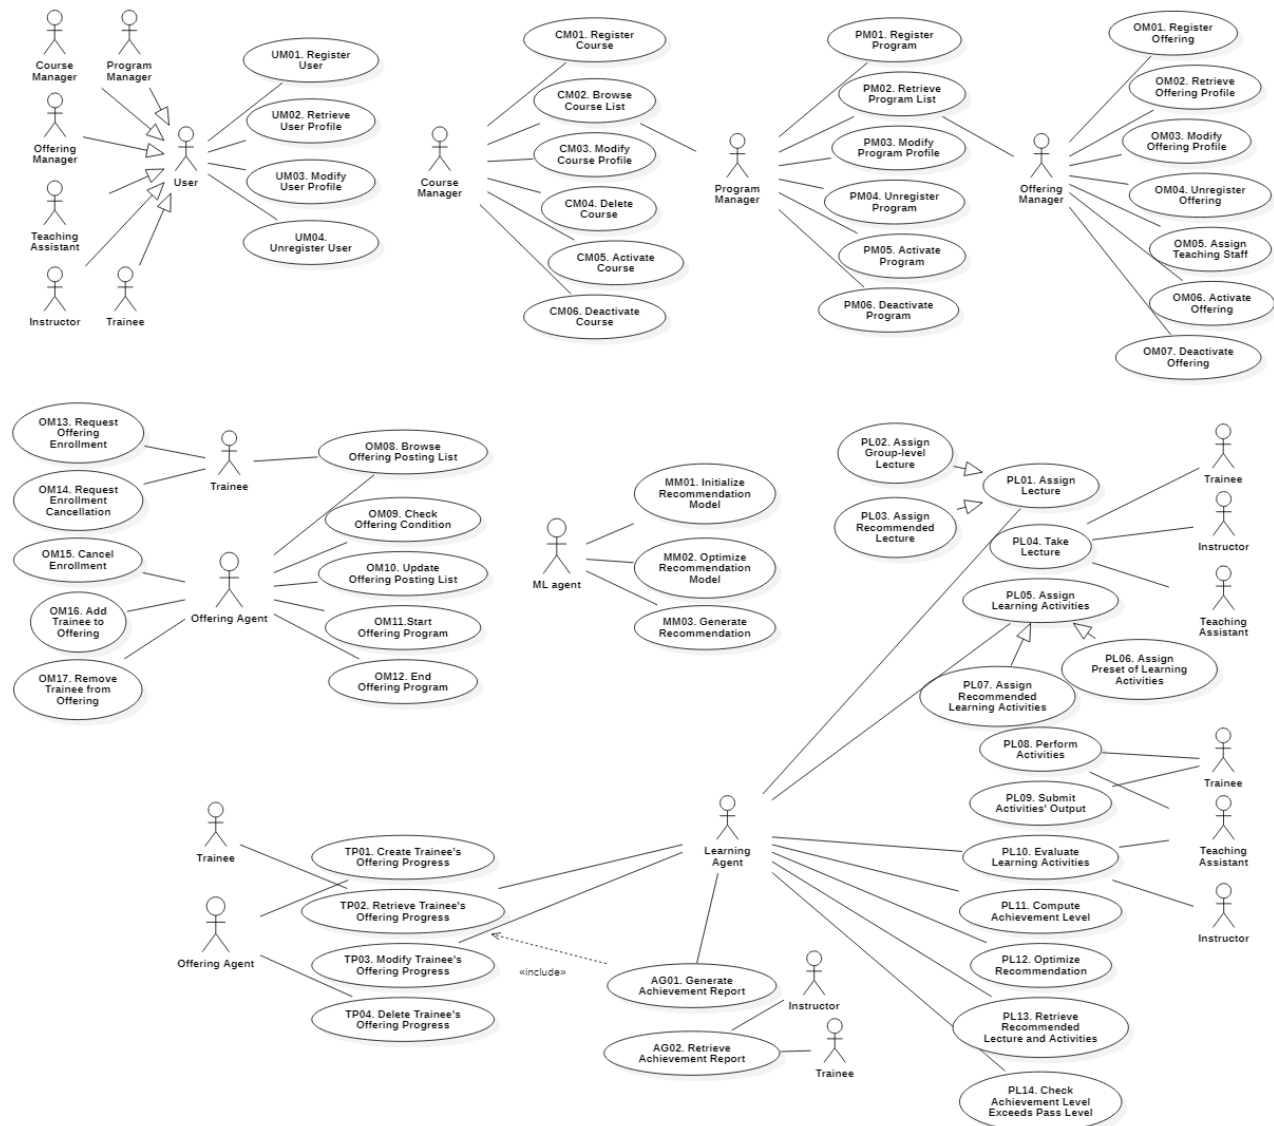 Course
Manager
Program
Manager
Offering
Manager
Teaching
Assistant
Instructor
Trainee
User
UM01. Register
User
UM02. Retrieve
User Profile
UM03. Modify
User Profile
UM04.
Unregister User
Course
Manager
CM01. Register
Course
CM02. Browse
Course List
CM03. Modify
Course Profile
CM04. Delete
Course
CM05. Activate
Course
CM06. Deactivate
Course
Program
Manager
PM01. Register
Program
PM02. Retrieve
Program List
PM03. Modify
Program Profile
PM04. Unregister
Program
PM05. Activate
Program
PM06. Deactivate
Program
Offering
Manager
OM01. Register
Offering
OM02. Retrieve
Offering Profile
OM03. Modify
Offering Profile
OM04. Unregister
Offering
OM05. Assign
Teaching Staff
OM06. Activate
Offering
OM07. Deactivate
Offering
OM13. Request
Offering
Enrollment
OM14. Request
Enrollment
Cancellation
OM15. Cancel
Enrollment
OM16. Add
Trainee to
Offering
OM17. Remove
Trainee from
Offering
Trainee
Offering Agent
OM08. Browse
Offering Posting List
OM09. Check
Offering Condition
OM10. Update
Offering Posting List
OM11.Start
Offering Program
OM12. End
Offering Program
ML agent
MM01. Initialize
Recommendation
Model
MM02. Optimize
Recommendation
Model
MM03. Generate
Recommendation
PL02. Assign
Group-level
Lecture
PL03. Assign
Recommended
Lecture
PL01. Assign
Lecture
PL04. Take
Lecture
PL05. Assign
Learning Activities
PL06. Assign
Preset of Learning
Activities
PL07. Assign
Recommended
Learning Activities
Trainee
Instructor
Teaching
Assistant
PL08. Perform
Activities
PL09. Submit
Activities' Output
PL10. Evaluate
Learning Activities
PL11. Compute
Achievement Level
PL12. Optimize
Recommendation
PL13. Retrieve
Recommended
Lecture and Activities
PL14. Check
Achievement Level
Exceeds Pass Level
Trainee
Teaching
Assistant
Instructor
Learning
Agent
Trainee
Offering Agent
TP01. Create Trainee's
Offering Progress
TP02. Retrieve Trainee's
Offering Progress
TP03. Modify Trainee's
Offering Progress
TP04. Delete Trainee's
Offering Progress
«include»
AG01. Generate
Achievement Report
AG02. Retrieve
Achievement Report
Instructor
Trainee